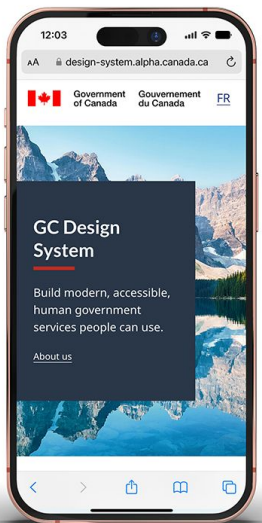 12:03
AA design-system.alpha.canada.ca
Government of Canada
Gouvernement du Canada
FR
GC Design
System
Build modern, accessible,
human government
services people can use.
About us